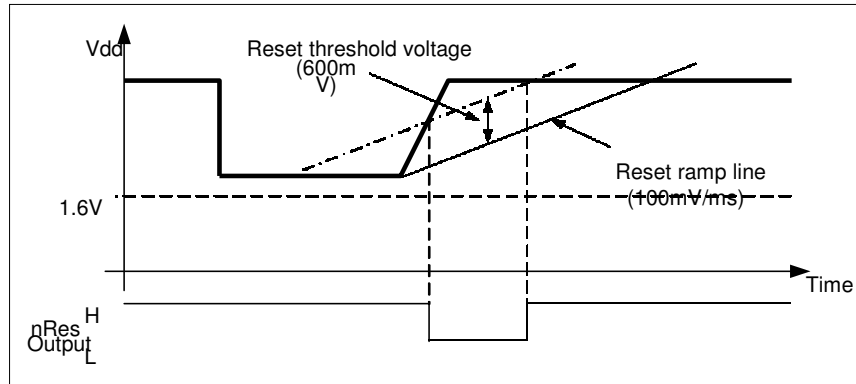 Vdd
Reset threshold voltage
(600m
V)
Reset ramp line
(100mV/ms)
1.6V
Time
H
nRes
Output
L